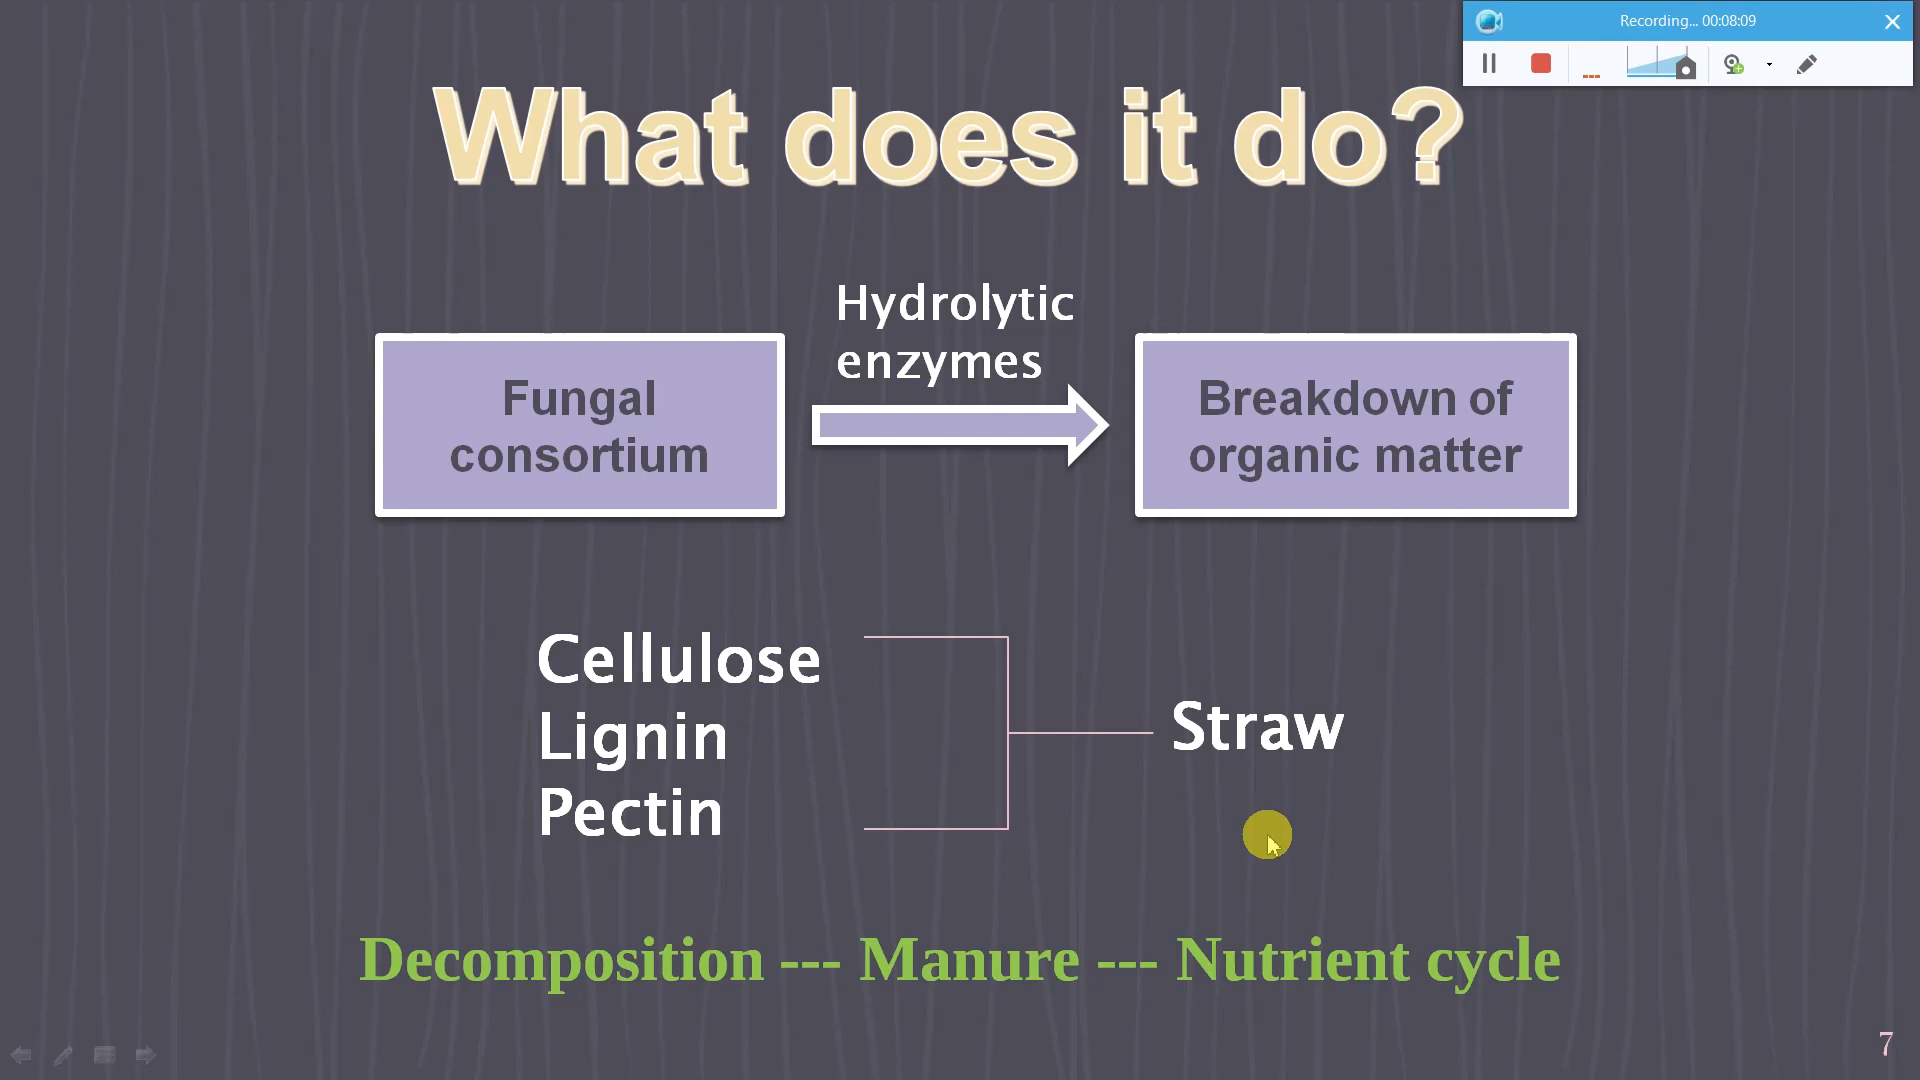 Recording... 00:08:09
What does it do?
Hydrolytic
enzymes
Fungal
consortium
Breakdown of
organic matter
Cellulose
Lignin
Pectin
Straw
Decomposition --- Manure --- Nutrient cycle
7